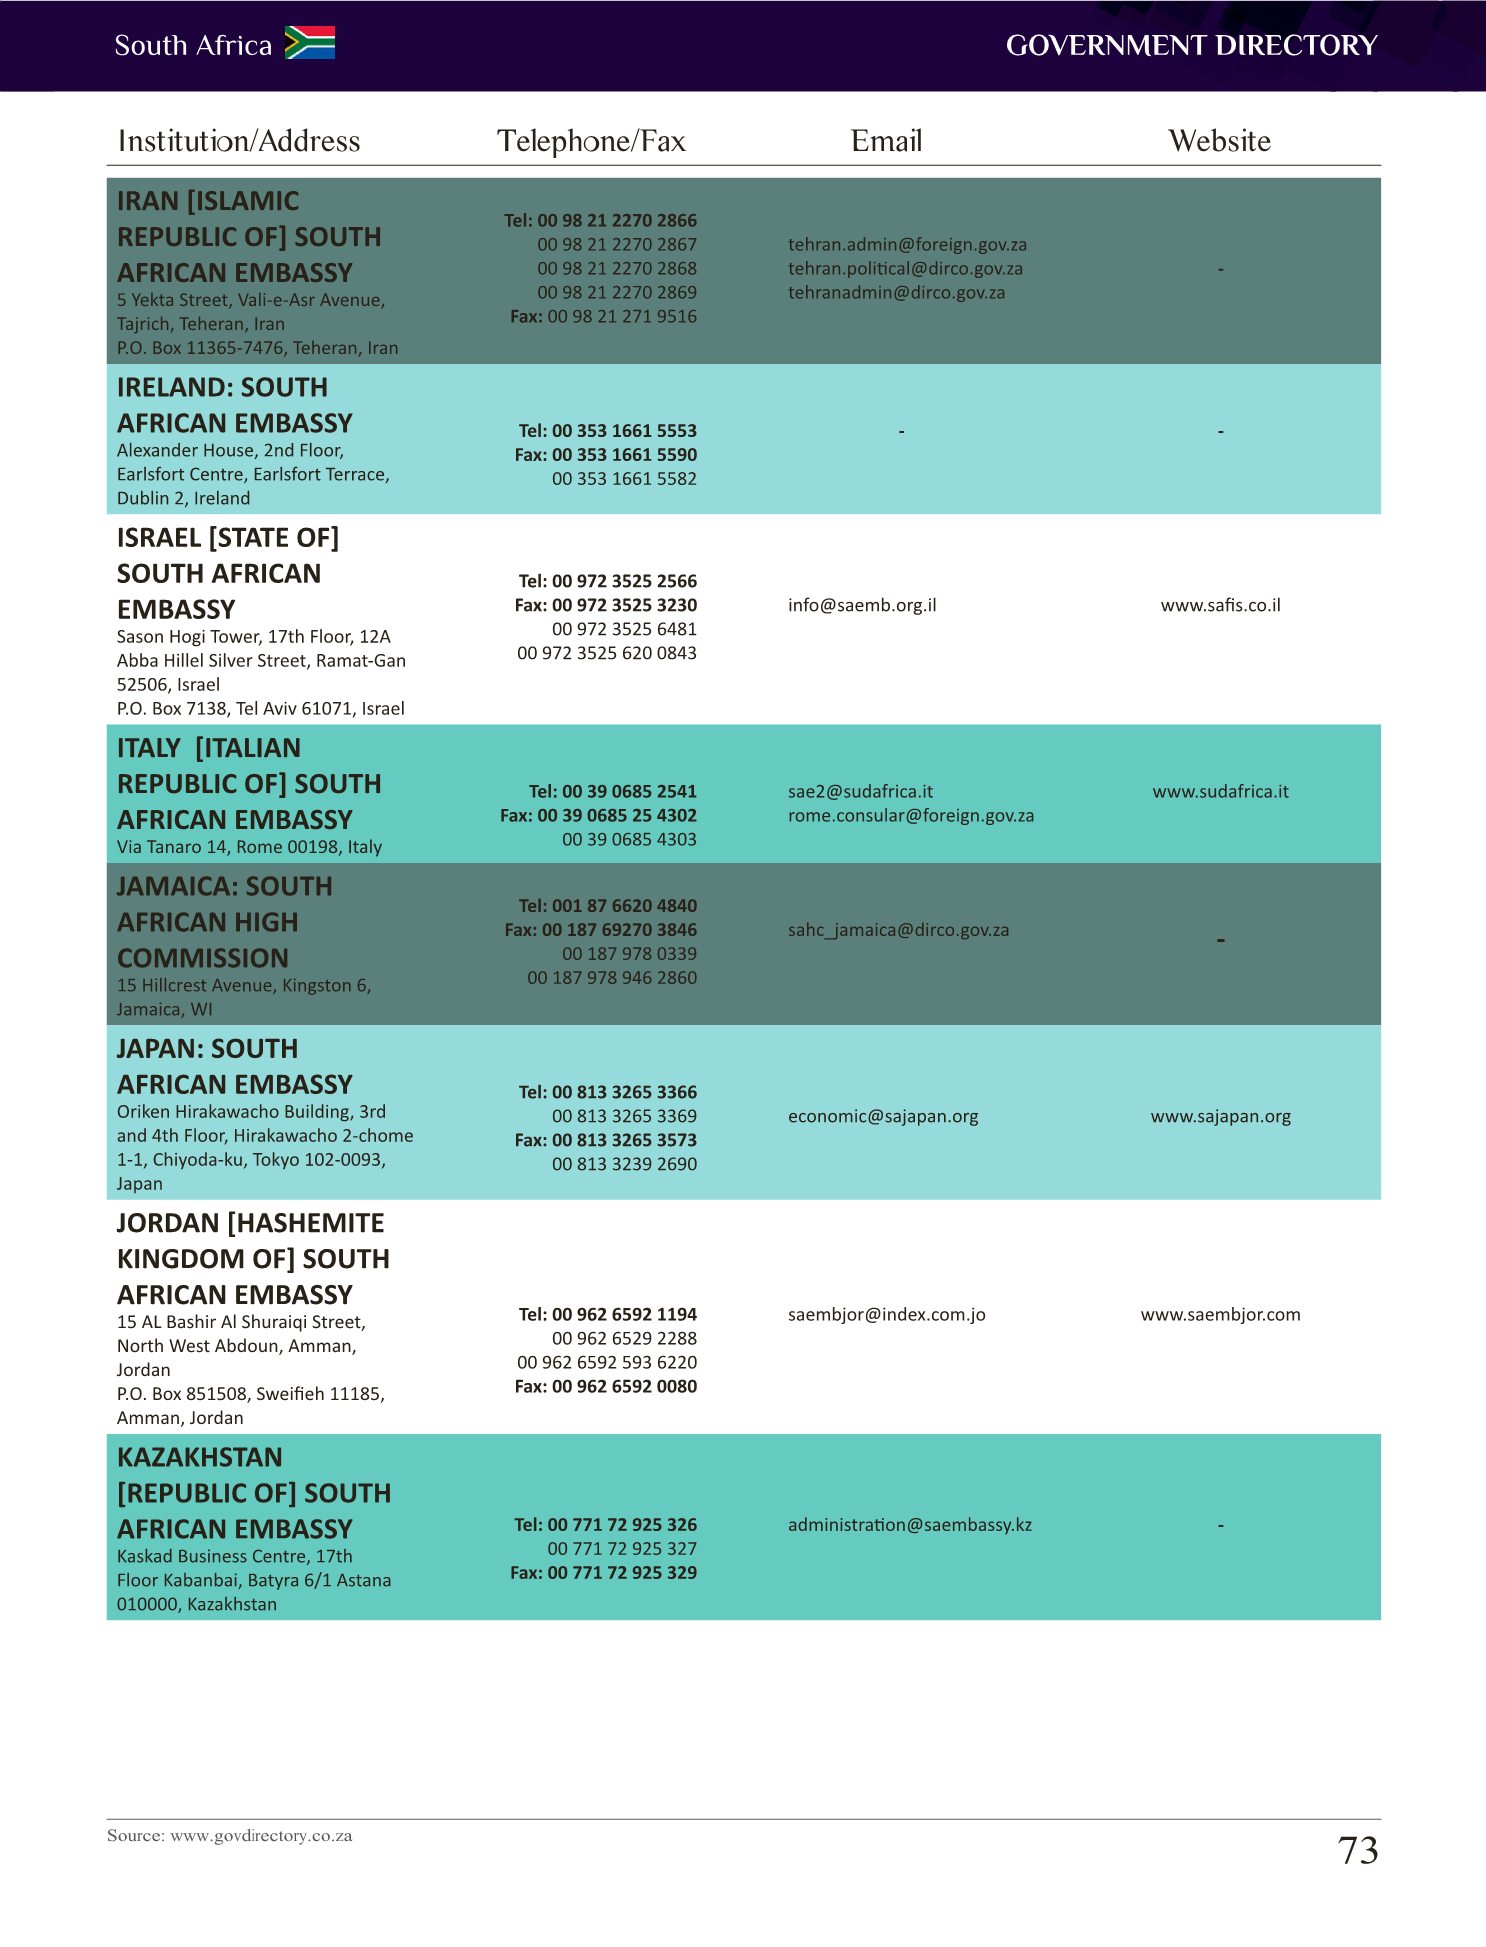 South Africa
GOVERNMENT DIRECTORY
Institution/Address Telephone/Fax Email Website
IRAN [ISLAMIC
REPUBLIC OF] SOUTH
AFRICAN EMBASSY
5 Yekta Street, Vali-e-Asr Avenue,
Tajrich, Teheran, Iran
P.O. Box 11365-7476, Teheran, Iran
Tel: 00 98 21 2270 2866
00 98 21 2270 2867
00 98 21 2270 2868
00 98 21 2270 2869
Fax: 00 98 21 271 9516
tehran.admin@foreign.gov.za
tehran.political@dirco.gov.za
tehranadmin@dirco.gov.za
-
IRELAND: SOUTH
AFRICAN EMBASSY
Alexander House, 2nd Floor,
Earlsfort Centre, Earlsfort Terrace,
Dublin 2, Ireland
Tel: 00 353 1661 5553
Fax: 00 353 1661 5590
00 353 1661 5582
-
-
ISRAEL [STATE OF]
SOUTH AFRICAN
EMBASSY
Sason Hogi Tower, 17th Floor, 12A
Abba Hillel Silver Street, Ramat-Gan
52506, Israel
P.O. Box 7138, Tel Aviv 61071, Israel
Tel: 00 972 3525 2566
Fax: 00 972 3525 3230
00 972 3525 6481
00 972 3525 620 0843
info@saemb.org.il
www.safis.co.il
ITALY [ITALIAN
REPUBLIC OF] SOUTH
AFRICAN EMBASSY
Via Tanaro 14, Rome 00198, Italy
Tel: 00 39 0685 2541
Fax: 00 39 0685 25 4302
00 39 0685 4303
sae2@sudafrica.it
rome.consular@foreign.gov.za
www.sudafrica.it
JAMAICA: SOUTH
AFRICAN HIGH
COMMISSION
15 Hillcrest Avenue, Kingston 6,
Jamaica, WI
Tel: 001 87 6620 4840
Fax: 00 187 69270 3846
00 187 978 0339
00 187 978 946 2860
sahc_jamaica@dirco.gov.za
-
JAPAN: SOUTH
AFRICAN EMBASSY
Oriken Hirakawacho Building, 3rd
and 4th Floor, Hirakawacho 2-chome
1-1, Chiyoda-ku, Tokyo 102-0093,
Japan
Tel: 00 813 3265 3366
00 813 3265 3369
Fax: 00 813 3265 3573
00 813 3239 2690
economic@sajapan.org
www.sajapan.org
JORDAN [HASHEMITE
KINGDOM OF] SOUTH
AFRICAN EMBASSY
15 AL Bashir Al Shuraiqi Street,
North West Abdoun, Amman,
Jordan
P.O. Box 851508, Sweifieh 11185,
Amman, Jordan
Tel: 00 962 6592 1194
00 962 6529 2288
00 962 6592 593 6220
Fax: 00 962 6592 0080
saembjor@index.com.jo
www.saembjor.com
KAZAKHSTAN
[REPUBLIC OF] SOUTH
AFRICAN EMBASSY
Kaskad Business Centre, 17th
Floor Kabanbai, Batyra 6/1 Astana
010000, Kazakhstan
Tel: 00 771 72 925 326
00 771 72 925 327
Fax: 00 771 72 925 329
administration@saembassy.kz
-
Source: www.govdirectory.co.za
73